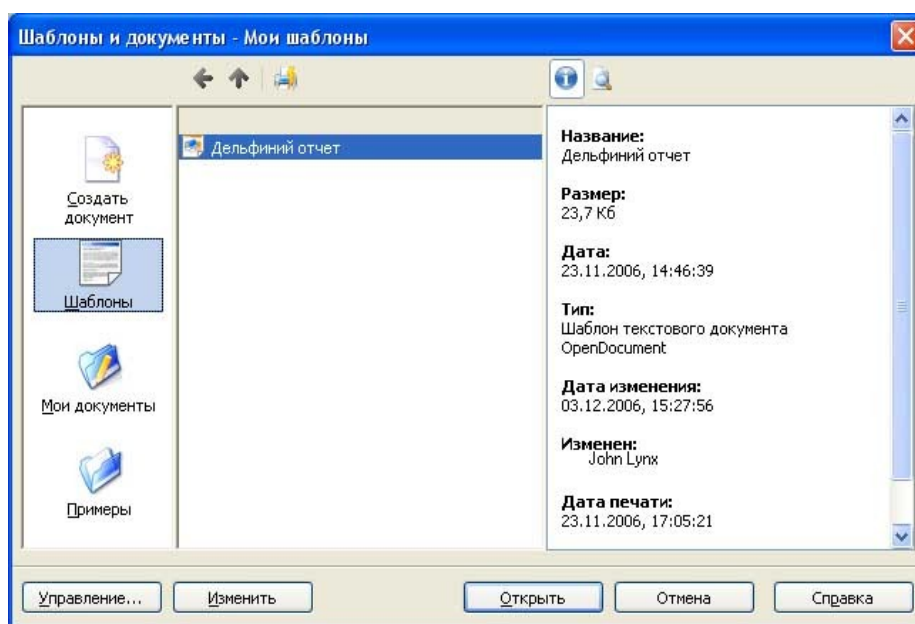 Шаблоны и документы - Мои шаблоны
Создать
документ
Шаблоны
Мои документы
Примеры
Дельфиний отчет
Название:
Дельфиний отчет
Размер:
23,7 Кб
Дата:
23.11.2006, 14:46:39
Тип:
Шаблон текстового документа
OpenDocument
Дата изменения:
03.12.2006, 15:27:56
Изменен:
John Lynx
Дата печати:
23.11.2006, 17:05:21
Управление...
Изменить
Открыть
Отмена
Справка